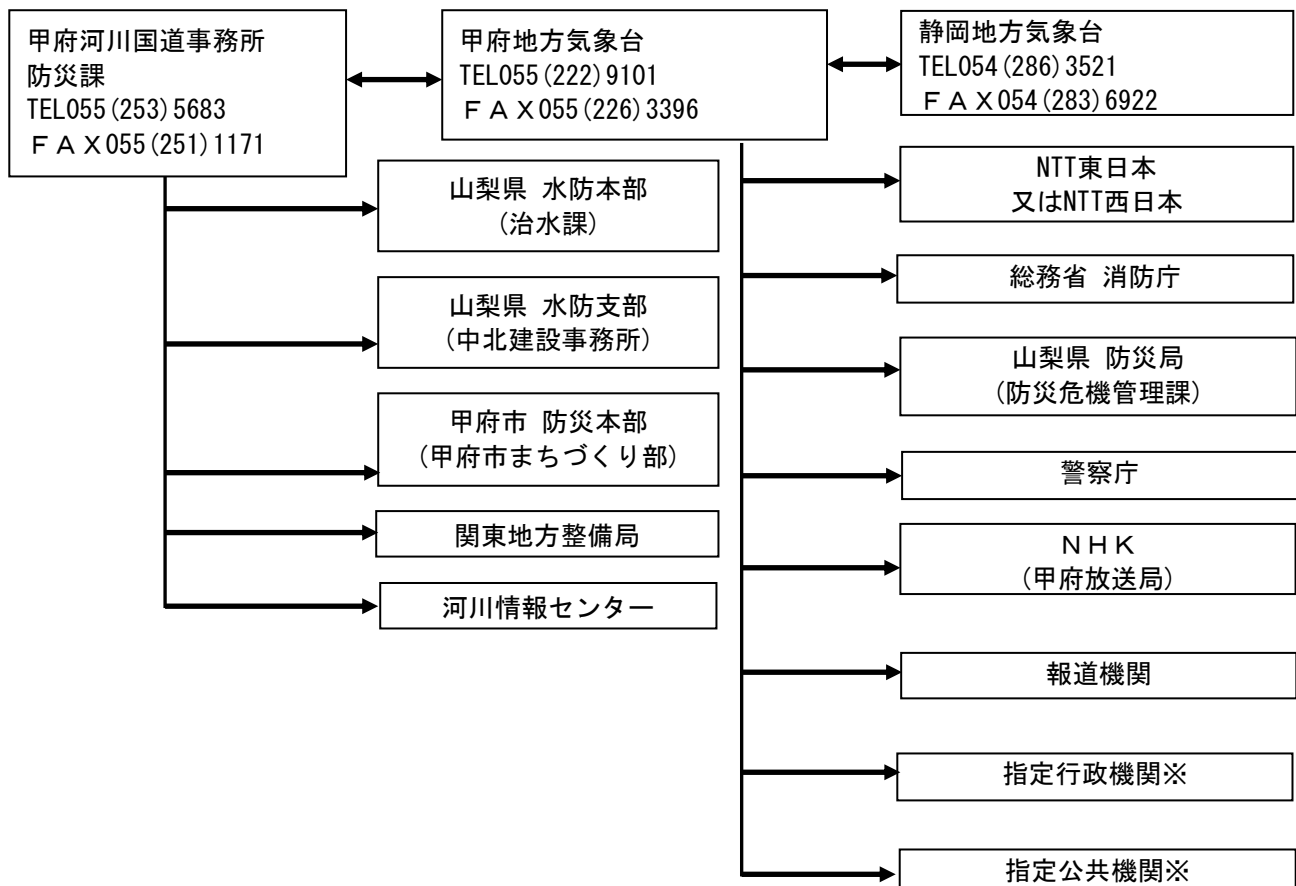 甲府河川国道事務所
防災課
TEL055(253)5683
ＦＡＸ055(251)1171
甲府地方気象台
TEL055(222)9101
ＦＡＸ055(226)3396
静岡地方気象台
TEL054(286)3521
ＦＡＸ054(283)6922
山梨県 水防本部
(治水課)
山梨県 水防支部
(中北建設事務所)
甲府市 防災本部
(甲府市まちづくり部)
関東地方整備局
河川情報センター
NTT東日本
又はNTT西日本
総務省 消防庁
山梨県 防災局
(防災危機管理課)
警察庁
ＮＨＫ
(甲府放送局)
報道機関
指定行政機関※
指定公共機関※